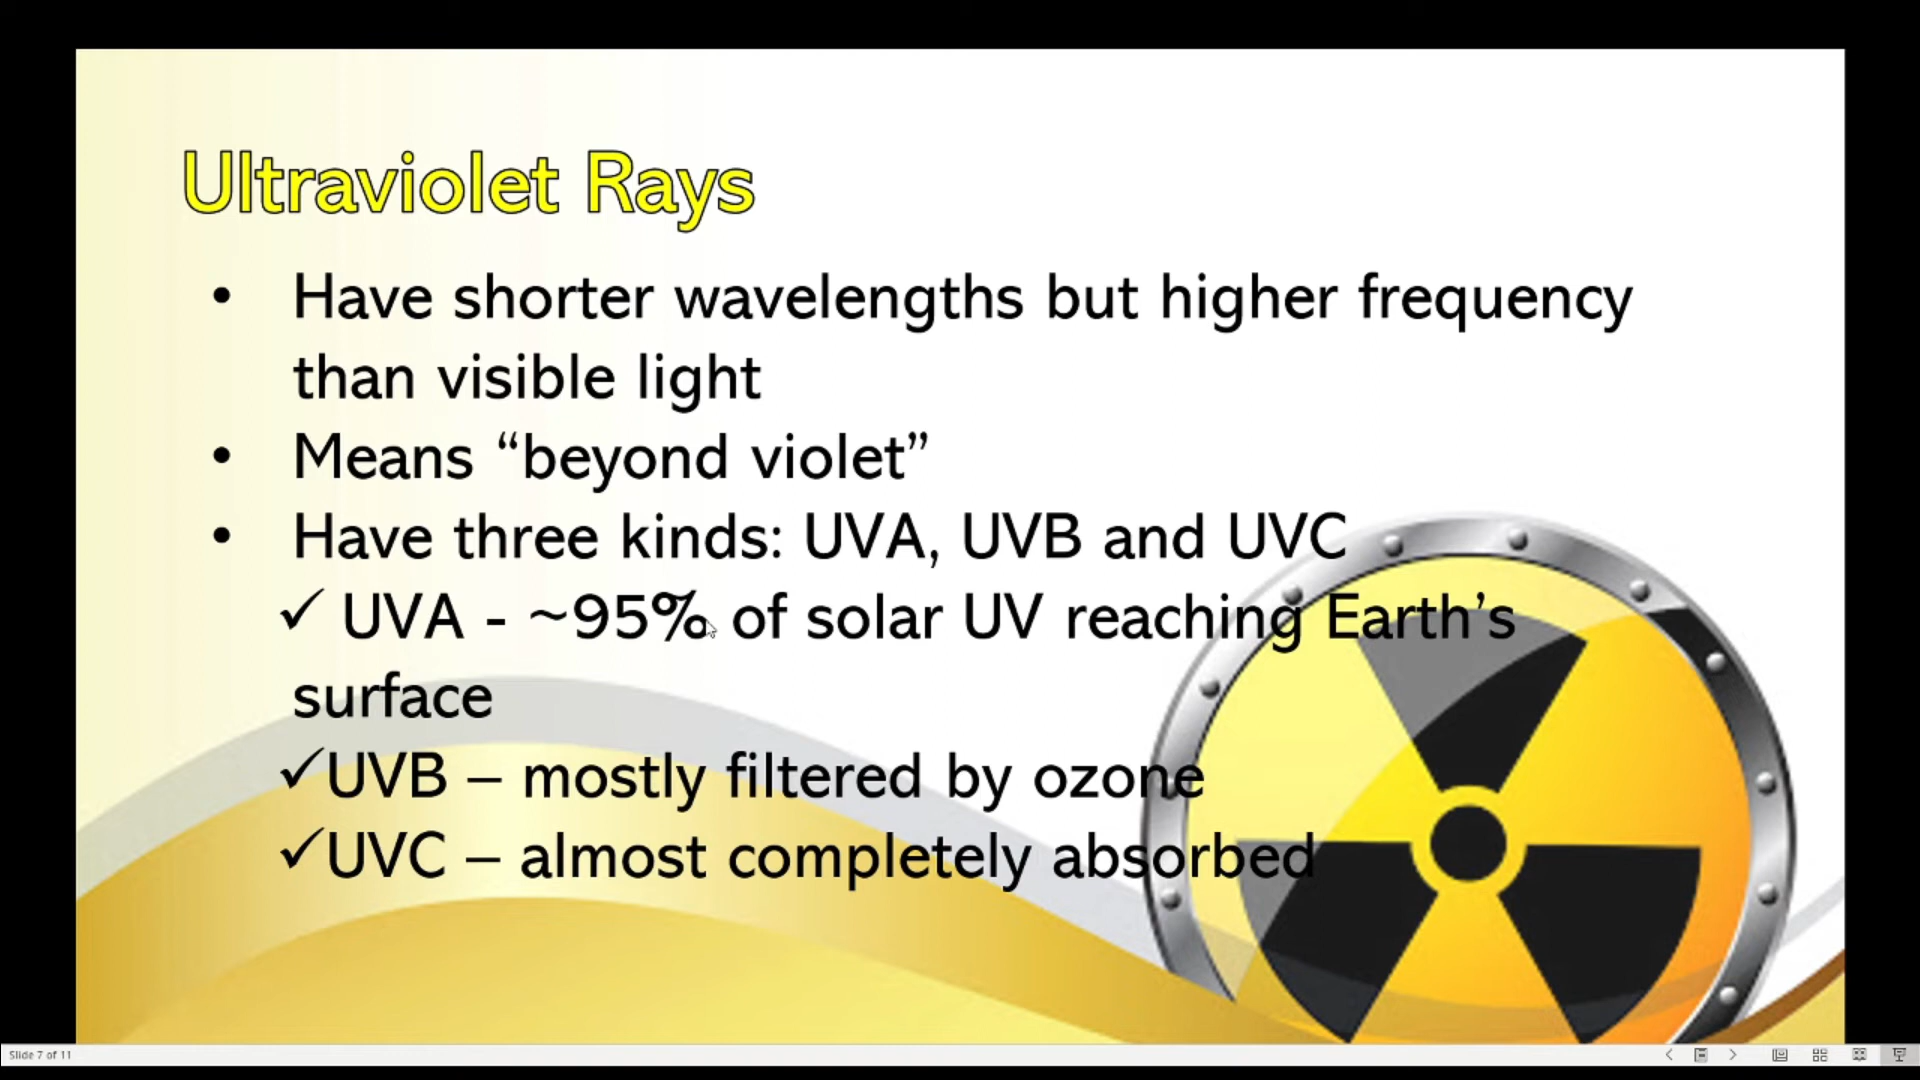 Ultraviolet Rays
• Have shorter wavelengths but higher frequency
than visible light
• Means “beyond violet”
• Have three kinds: UVA, UVB and UVC
✓ UVA - ~95% of solar UV reaching Earth’s
surface
✓UVB – mostly filtered by ozone
✓UVC – almost completely absorbed
Slide 7 of 11